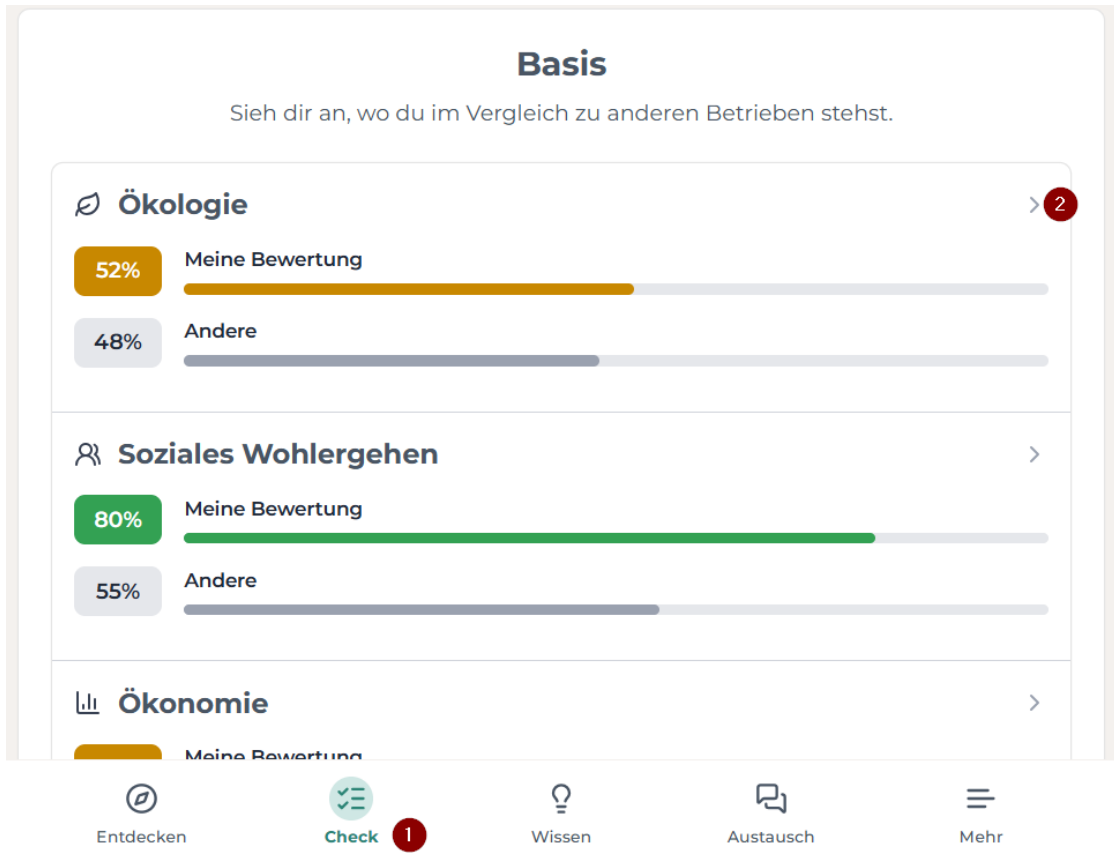 Basis
Sieh dir an, wo du im Vergleich zu anderen Betrieben stehst.
Ökologie
2
52%
Meine Bewertung
48%
Andere
Soziales Wohlergehen
80%
Meine Bewertung
55%
Andere
Ökonomie
Meine Bewertung
Entdecken
Check
1
Wissen
Austausch
Mehr